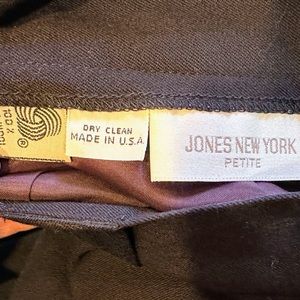 DRY CLEAN
MADE IN U.S.A.
JONES NEW YORK
PETITE